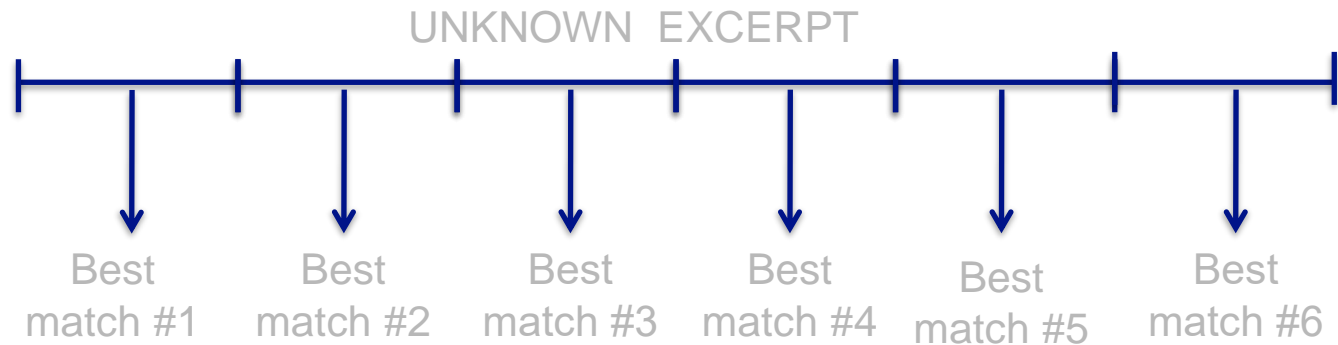 UNKNOWN EXCERPT
Best
match #1
Best
match #2
Best
match #3
Best
match #4
Best
match #5
Best
match #6